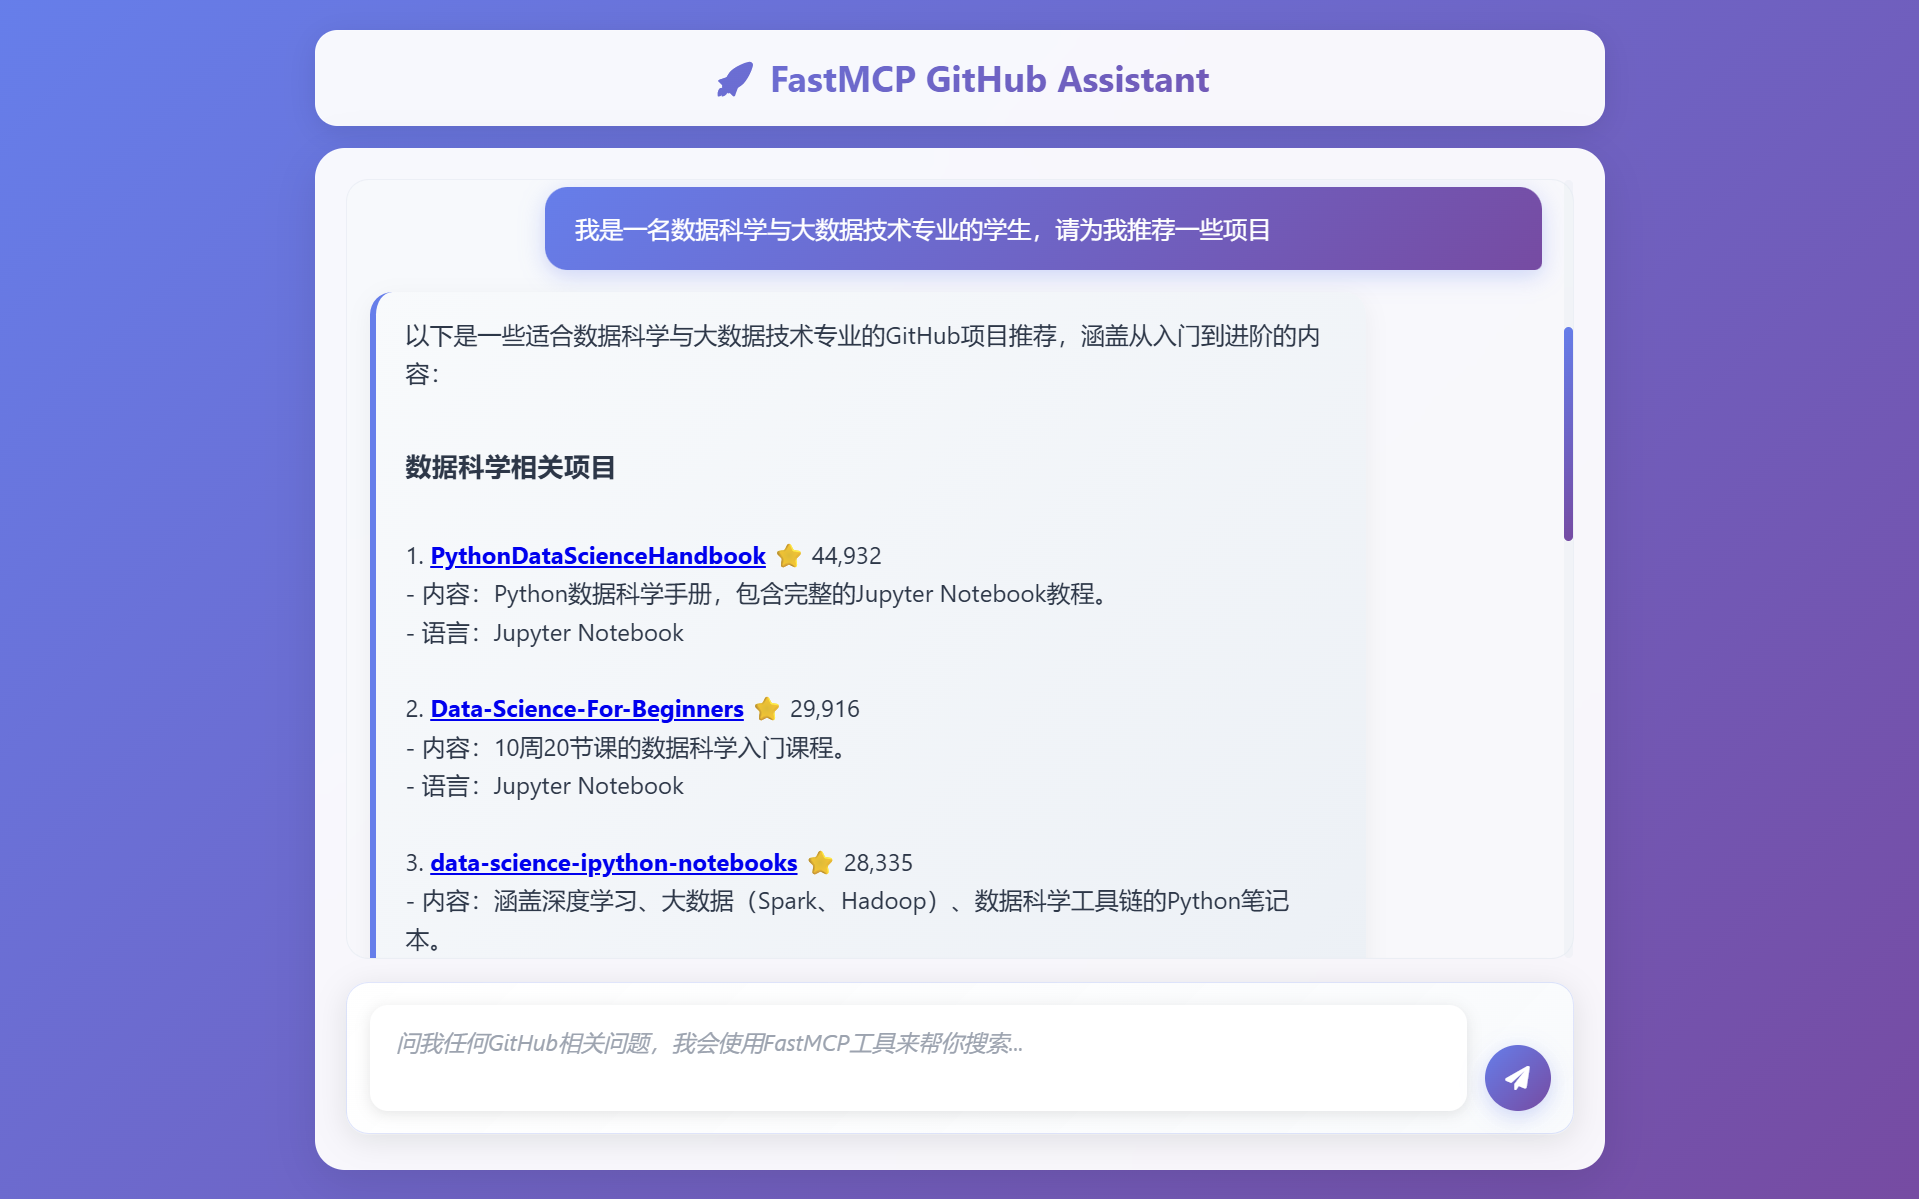 FastMCP GitHub Assistant
我是一名数据科学与大数据技术专业的学生，请为我推荐一些项目
以下是一些适合数据科学与大数据技术专业的GitHub项目推荐，涵盖从入门到进阶的内
容：
数据科学相关项目
1. PythonDataScienceHandbook ⭐ 44,932
- 内容：Python数据科学手册，包含完整的Jupyter Notebook教程。
- 语言：Jupyter Notebook
2. Data-Science-For-Beginners ⭐ 29,916
- 内容：10周20节课的数据科学入门课程。
- 语言：Jupyter Notebook
3. data-science-ipython-notebooks ⭐ 28,335
- 内容：涵盖深度学习、大数据（Spark、Hadoop）、数据科学工具链的Python笔记
本。
问我任何GitHub相关问题，我会使用FastMCP工具来帮你搜索...